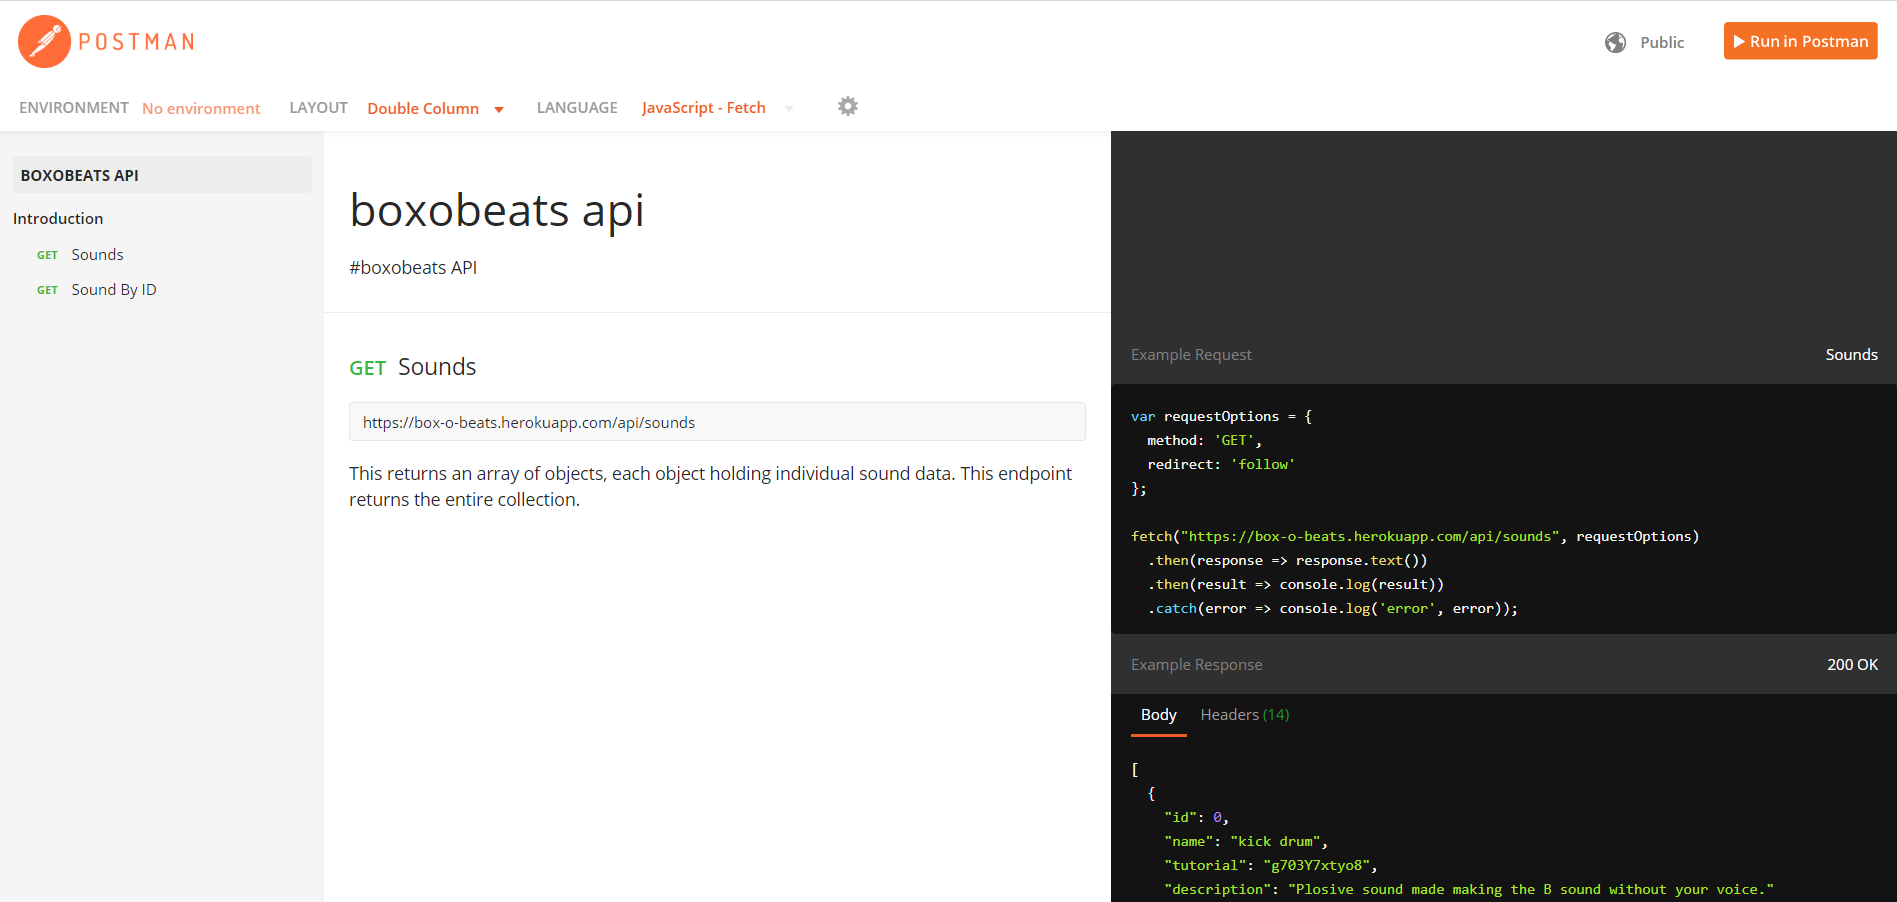 POSTMAN
Public
Run in Postman
ENVIRONMENT No environment LAYOUT Double Column LANGUAGE JavaScript - Fetch
BOXOBEATS API
Introduction
GET Sounds
GET Sound By ID
boxobeats api
#boxobeats API
GET Sounds
https://box-o-beats.herokuapp.com/api/sounds
This returns an array of objects, each object holding individual sound data. This endpoint
returns the entire collection.
Example Request Sounds
var requestOptions = {
  method: 'GET',
  redirect: 'follow'
};
fetch("https://box-o-beats.herokuapp.com/api/sounds", requestOptions)
  .then(response => response.text())
  .then(result => console.log(result))
  .catch(error => console.log('error', error));
Example Response 200 OK
Body Headers (14)
[
  {
    "id": 0,
    "name": "kick drum",
    "tutorial": "g703Y7xtyo8",
    "description": "Plosive sound made making the B sound without your voice."